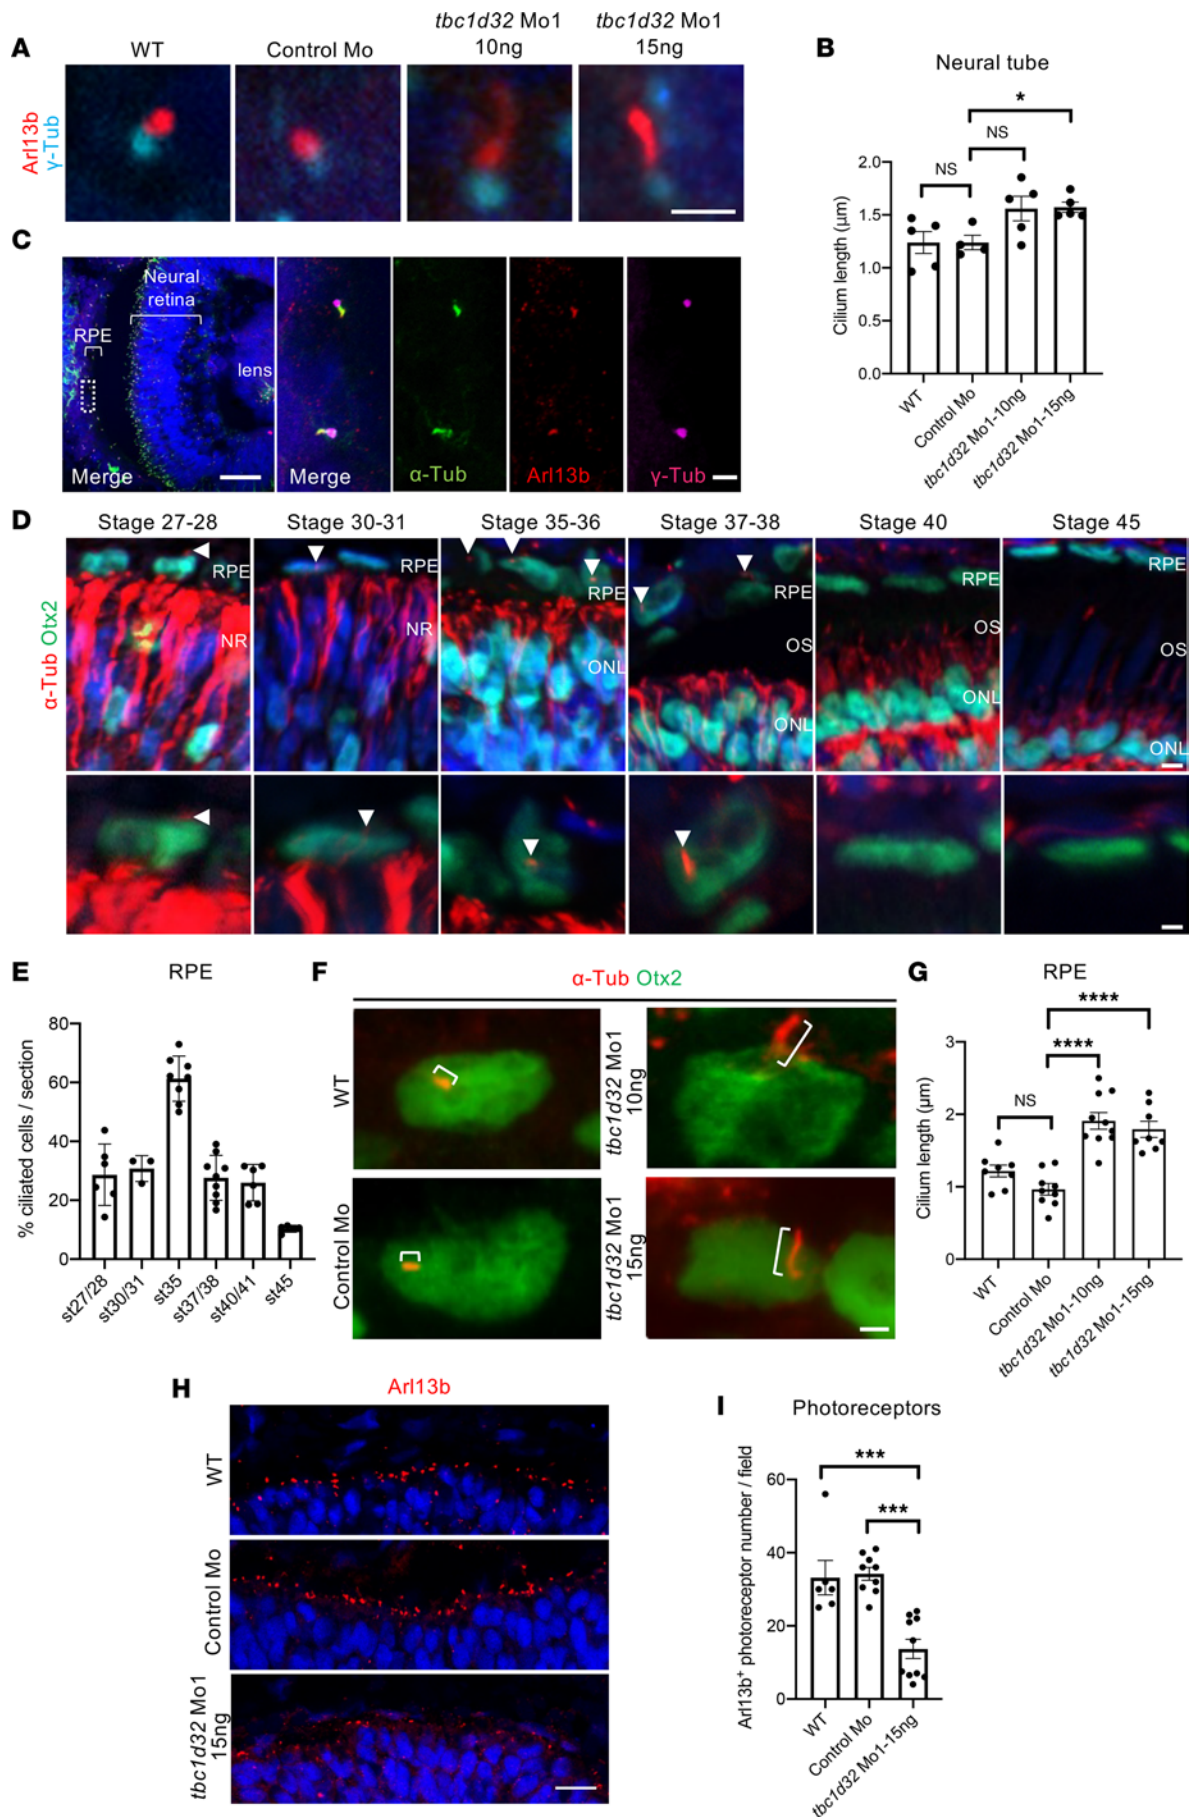 A
WT
Control Mo
tbc1d32 Mo1
10ng
tbc1d32 Mo1
15ng
Arl13b
γ-Tub
B
Neural tube
*
NS
NS
Cilium length (μm)
2.0
1.5
1.0
0.5
0.0
WT
Control Mo
tbc1d32 Mo1-10ng
tbc1d32 Mo1-15ng
C
Neural
retina
RPE
lens
Merge
Merge
α-Tub
Arl13b
γ-Tub
D
Stage 27-28
Stage 30-31
Stage 35-36
Stage 37-38
Stage 40
Stage 45
α-Tub Otx2
RPE
NR
RPE
NR
RPE
ONL
RPE
OS
ONL
RPE
OS
ONL
RPE
OS
ONL
E
RPE
% ciliated cells / section
80
60
40
20
0
st27/28
st30/31
st35
st37/38
st40/41
st45
F
α-Tub Otx2
WT
tbc1d32 Mo1
10ng
Control Mo
tbc1d32 Mo1
15ng
G
RPE
****
****
NS
Cilium length (μm)
3
2
1
0
WT
Control Mo
tbc1d32 Mo1-10ng
tbc1d32 Mo1-15ng
H
Arl13b
WT
Control Mo
tbc1d32 Mo1
15ng
I
Photoreceptors
***
***
Arl13b+ photoreceptor number / field
60
40
20
0
WT
Control Mo
tbc1d32 Mo1-15ng